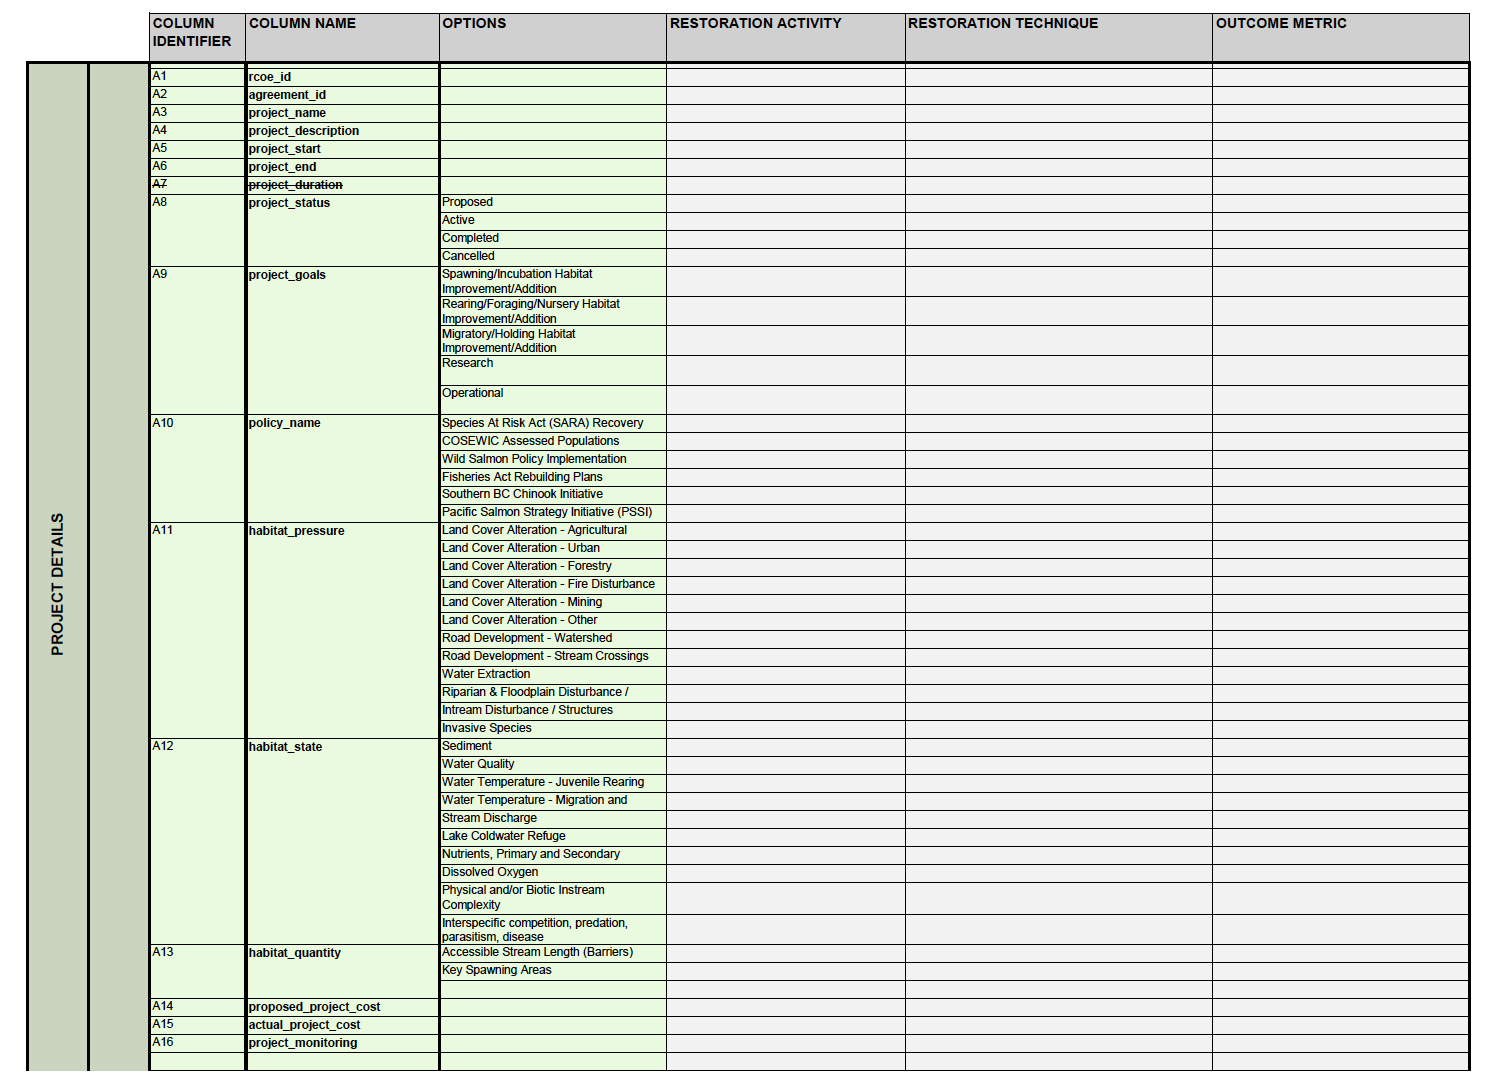 COLUMN IDENTIFIER COLUMN NAME OPTIONS RESTORATION ACTIVITY RESTORATION TECHNIQUE OUTCOME METRIC
PROJECT DETAILS
A1 rcoe_id
A2 agreement_id
A3 project_name
A4 project_description
A5 project_start
A6 project_end
A7 project_duration
A8 project_status Proposed
Active
Completed
Cancelled
A9 project_goals Spawning/Incubation Habitat
Improvement/Addition
Rearing/Foraging/Nursery Habitat
Improvement/Addition
Migratory/Holding Habitat
Improvement/Addition
Research
Operational
A10 policy_name Species At Risk Act (SARA) Recovery
COSEWIC Assessed Populations
Wild Salmon Policy Implementation
Fisheries Act Rebuilding Plans
Southern BC Chinook Initiative
Pacific Salmon Strategy Initiative (PSSI)
A11 habitat_pressure Land Cover Alteration - Agricultural
Land Cover Alteration - Urban
Land Cover Alteration - Forestry
Land Cover Alteration - Fire Disturbance
Land Cover Alteration - Mining
Land Cover Alteration - Other
Road Development - Watershed
Road Development - Stream Crossings
Water Extraction
Riparian & Floodplain Disturbance /
Intream Disturbance / Structures
Invasive Species
A12 habitat_state Sediment
Water Quality
Water Temperature - Juvenile Rearing
Water Temperature - Migration and
Stream Discharge
Lake Coldwater Refuge
Nutrients, Primary and Secondary
Dissolved Oxygen
Physical and/or Biotic Instream
Complexity
Interspecific competition, predation,
parasitism, disease
A13 habitat_quantity Accessible Stream Length (Barriers)
Key Spawning Areas
A14 proposed_project_cost
A15 actual_project_cost
A16 project_monitoring